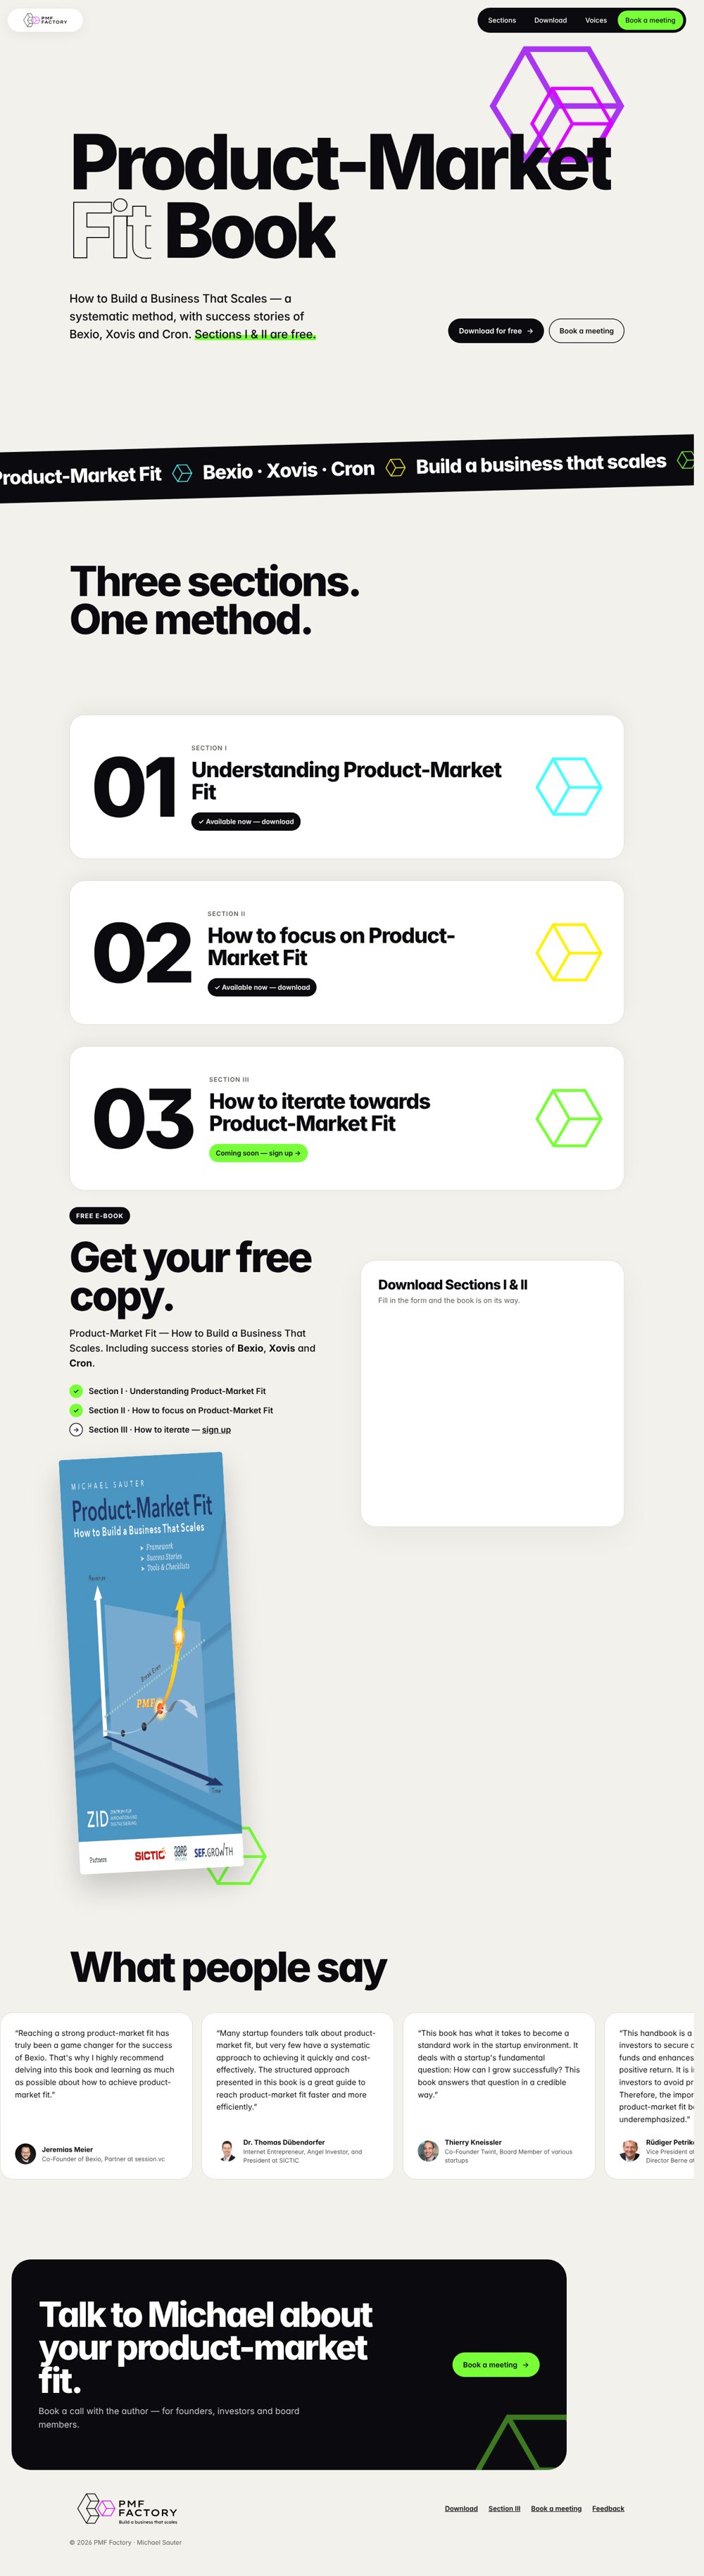 PMF
FACTORY
Sections
Download
Voices
Book a meeting
Product-Market
Fit Book
How to Build a Business That Scales — a
systematic method, with success stories of
Bexio, Xovis and Cron. Sections I & II are free.
Download for free →
Book a meeting
Product-Market Fit
Bexio · Xovis · Cron
Build a business that scales
Three sections.
One method.
01
SECTION I
Understanding Product-Market
Fit
✓ Available now — download
02
SECTION II
How to focus on Product-
Market Fit
✓ Available now — download
03
SECTION III
How to iterate towards
Product-Market Fit
Coming soon — sign up →
FREE E-BOOK
Get your free
copy.
Product-Market Fit — How to Build a Business That
Scales. Including success stories of Bexio, Xovis and
Cron.
✓ Section I · Understanding Product-Market Fit
✓ Section II · How to focus on Product-Market Fit
→ Section III · How to iterate — sign up
Download Sections I & II
Fill in the form and the book is on its way.
MICHAEL SAUTER
Product-Market Fit
How to Build a Business That Scales
➤ Framework
➤ Success Stories
➤ Tools & Checklists
Revenue
Break Even
PMF
Time
ZID
Partners
SICTIC
SEF.GROWTH
What people say
“Reaching a strong product-market fit has
truly been a game changer for the success
of Bexio. That's why I highly recommend
delving into this book and learning as much
as possible about how to achieve product-
market fit.”
Jeremias Meier
Co-Founder of Bexio, Partner at session.vc
“Many startup founders talk about product-
market fit, but very few have a systematic
approach to achieving it quickly and cost-
effectively. The structured approach
presented in this book is a great guide to
reach product-market fit faster and more
efficiently.”
Dr. Thomas Dübendorfer
Internet Entrepreneur, Angel Investor, and
President at SICTIC
“This book has what it takes to become a
standard work in the startup environment. It
deals with a startup's fundamental
question: How can I grow successfully? This
book answers that question in a credible
way.”
Thierry Kneissler
Co-Founder Twint, Board Member of various
startups
“This handbook is a
investors to secure
funds and enhances
positive return. It is
investors to avoid
Therefore, the
product-market fit
underemphasized.”
Rüdiger
Vice President
Director Berne
Talk to Michael about
your product-market
fit.
Book a call with the author — for founders, investors and board
members.
Book a meeting →
PMF
FACTORY
Build a business that scales
Download
Section III
Book a meeting
Feedback
© 2026 PMF Factory · Michael Sauter